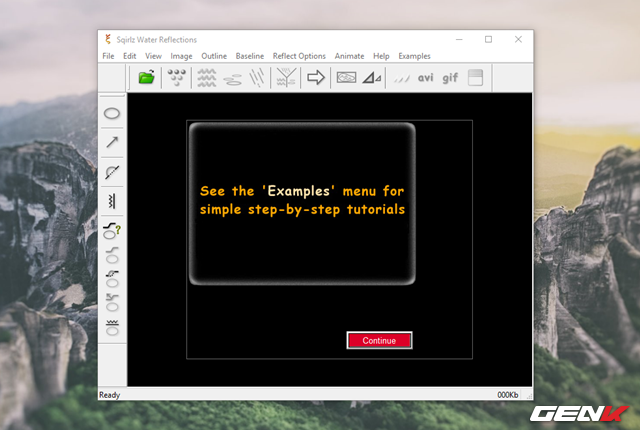 Sqirlz Water Reflections
File Edit View Image Outline Baseline Reflect Options Animate Help Examples
avi gif
See the 'Examples' menu for
simple step-by-step tutorials
?
Continue
Ready 000Kb
GENK